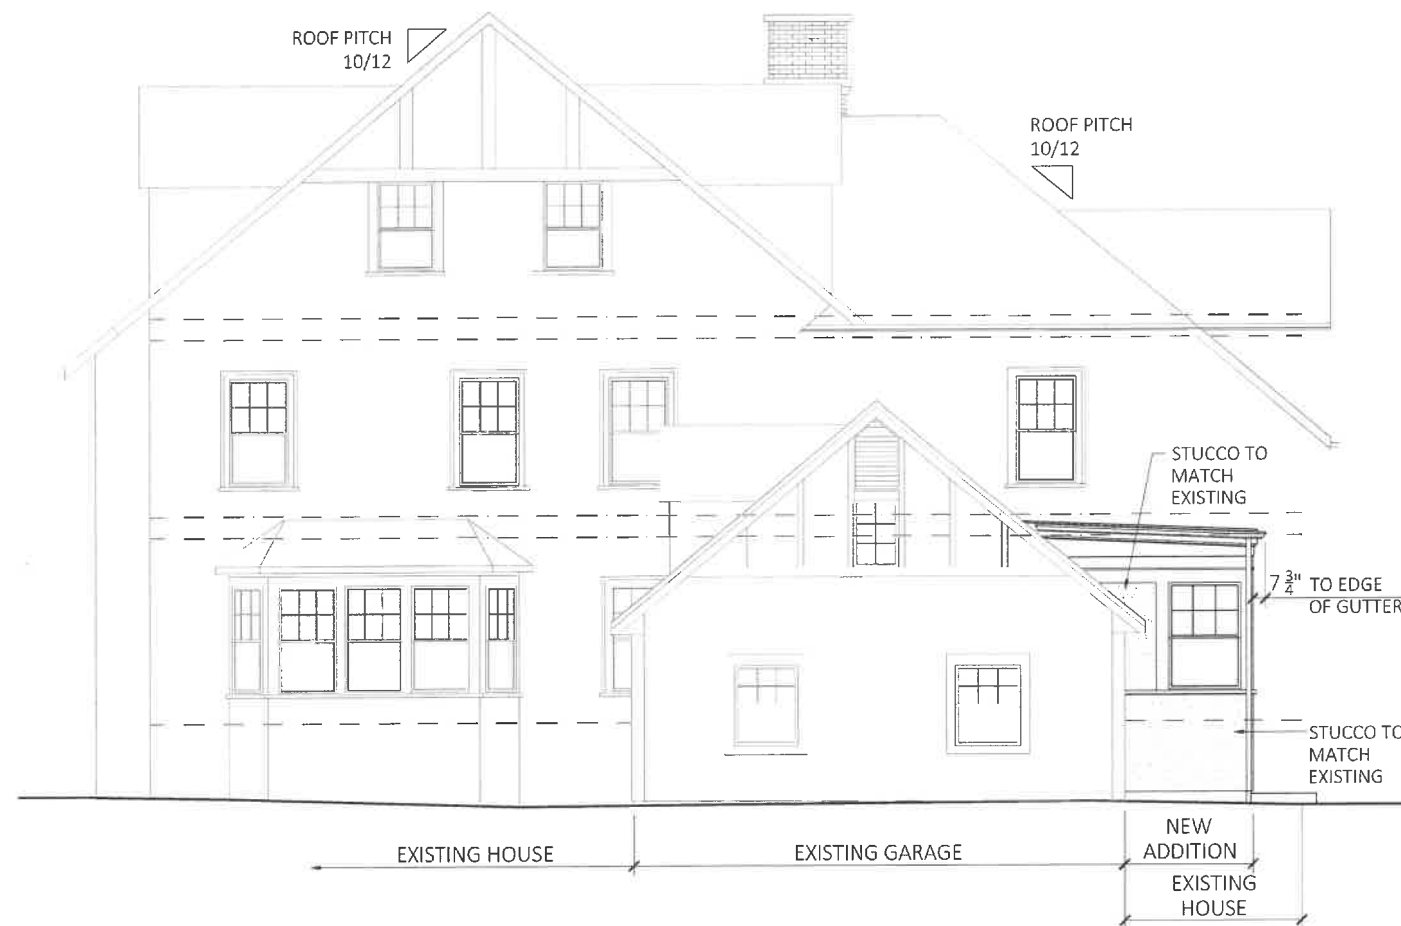 ROOF PITCH
10/12
ROOF PITCH
10/12
STUCCO TO
MATCH
EXISTING
7 3/4" TO EDGE
OF GUTTER
STUCCO TO
MATCH
EXISTING
EXISTING HOUSE
EXISTING GARAGE
NEW
ADDITION
EXISTING
HOUSE